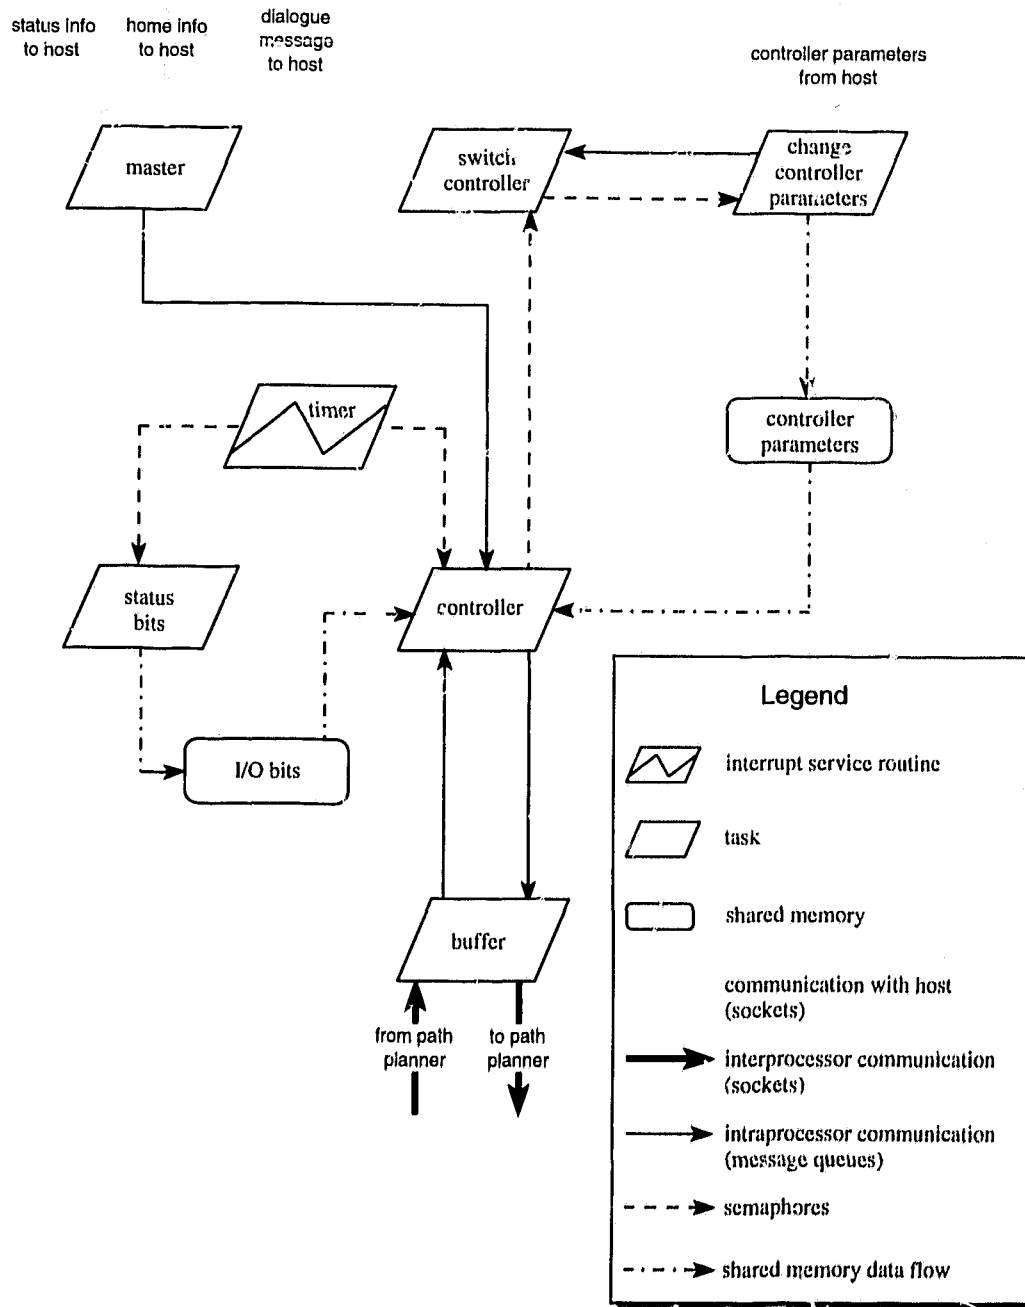 status info
to host
home info
to host
dialogue
message
to host
controller parameters
from host
master
switch
controller
change
controller
parameters
timer
controller
parameters
status
bits
controller
I/O bits
buffer
from path
planner
to path
planner
Legend
interrupt service routine
task
shared memory
communication with host
(sockets)
interprocessor communication
(sockets)
intraprocessor communication
(message queues)
semaphores
shared memory data flow